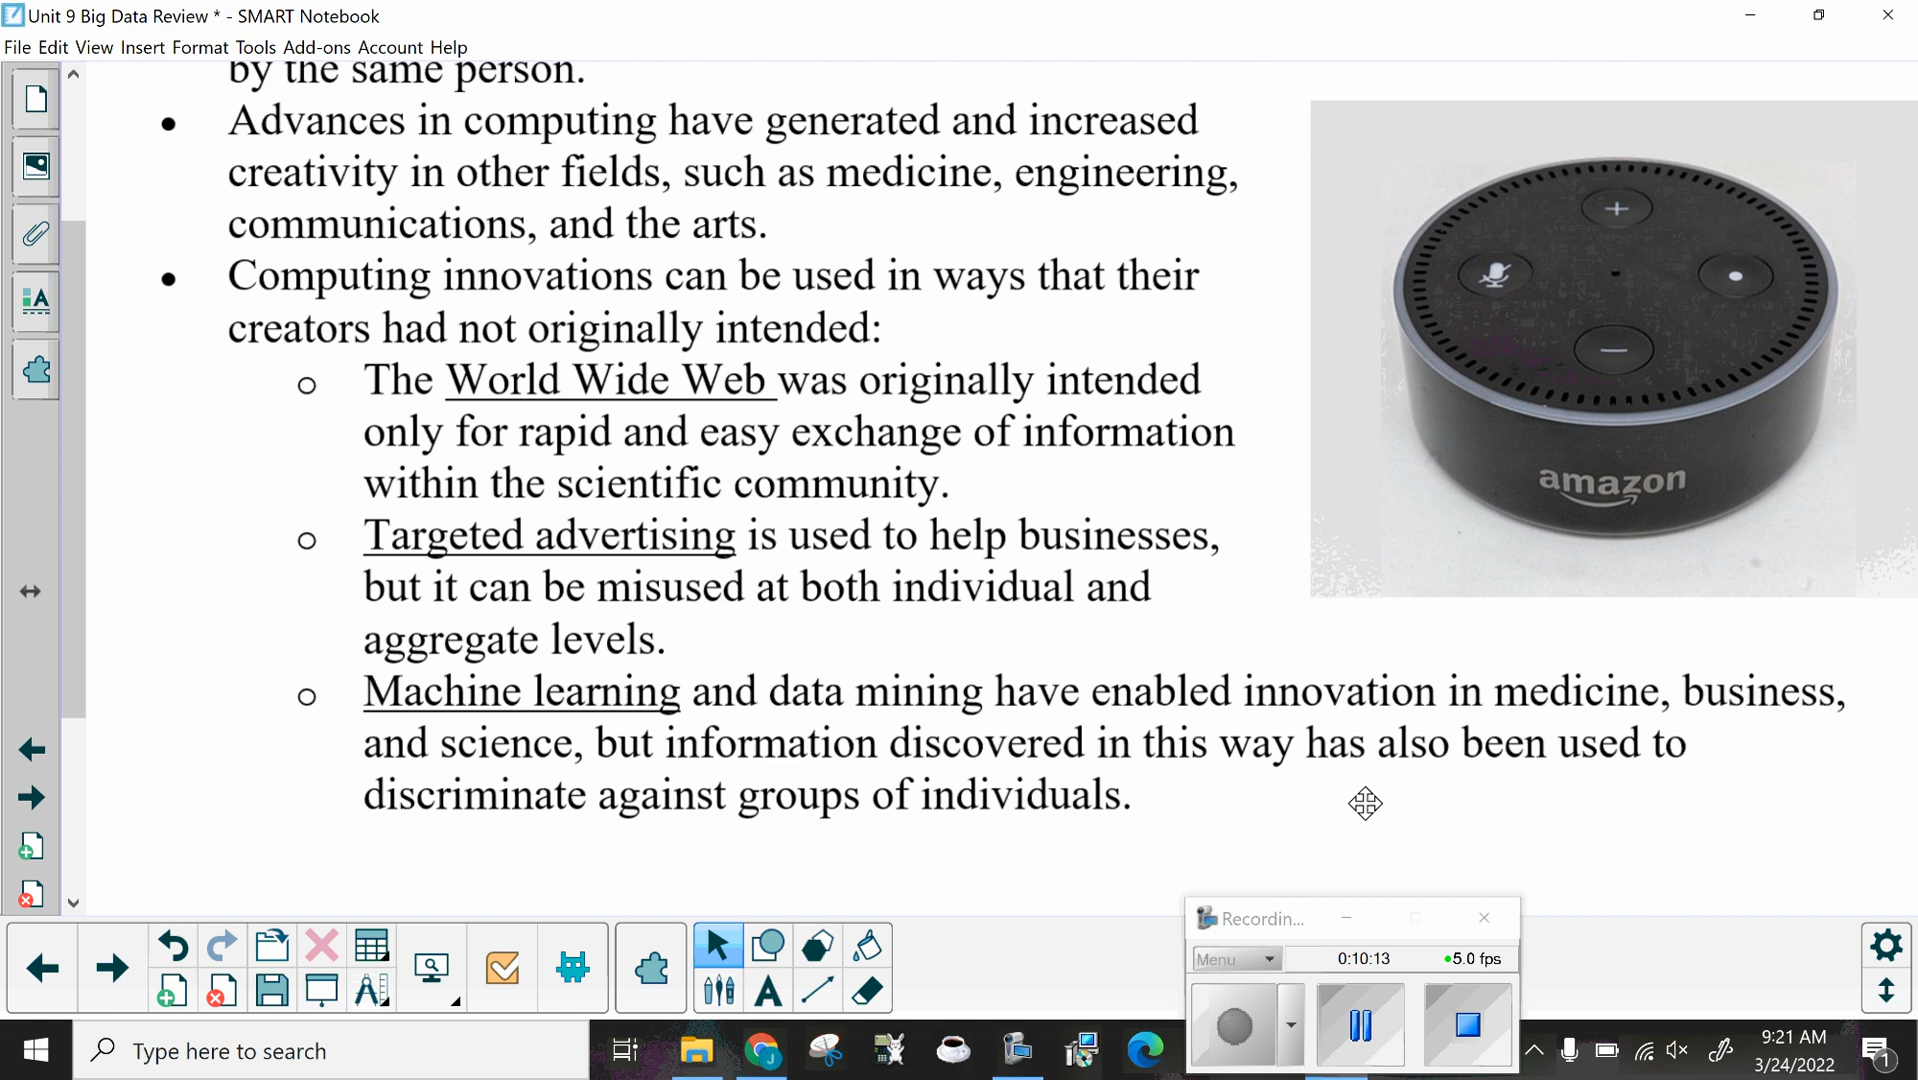 Unit 9 Big Data Review * - SMART Notebook
File Edit View Insert Format Tools Add-ons Account Help
by the same person.
• Advances in computing have generated and increased
creativity in other fields, such as medicine, engineering,
communications, and the arts.
• Computing innovations can be used in ways that their
creators had not originally intended:
o The World Wide Web was originally intended
only for rapid and easy exchange of information
within the scientific community.
o Targeted advertising is used to help businesses,
but it can be misused at both individual and
aggregate levels.
o Machine learning and data mining have enabled innovation in medicine, business,
and science, but information discovered in this way has also been used to
discriminate against groups of individuals.
amazon
Recordin...
Menu 0:10:13 5.0 fps
Type here to search
9:21 AM
3/24/2022
1